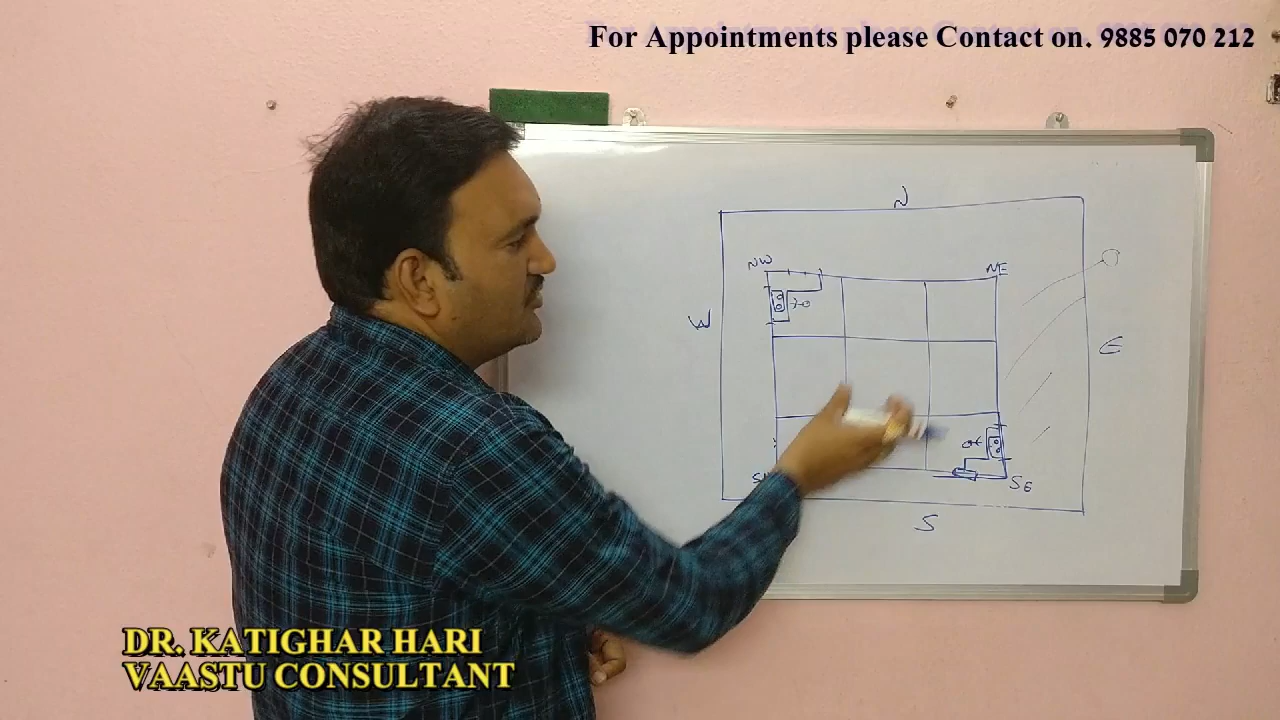 For Appointments please Contact on. 9885 070 212
N
NW
NE
W
E
SE
S
DR. KATIGHAR HARI
VAASTU CONSULTANT